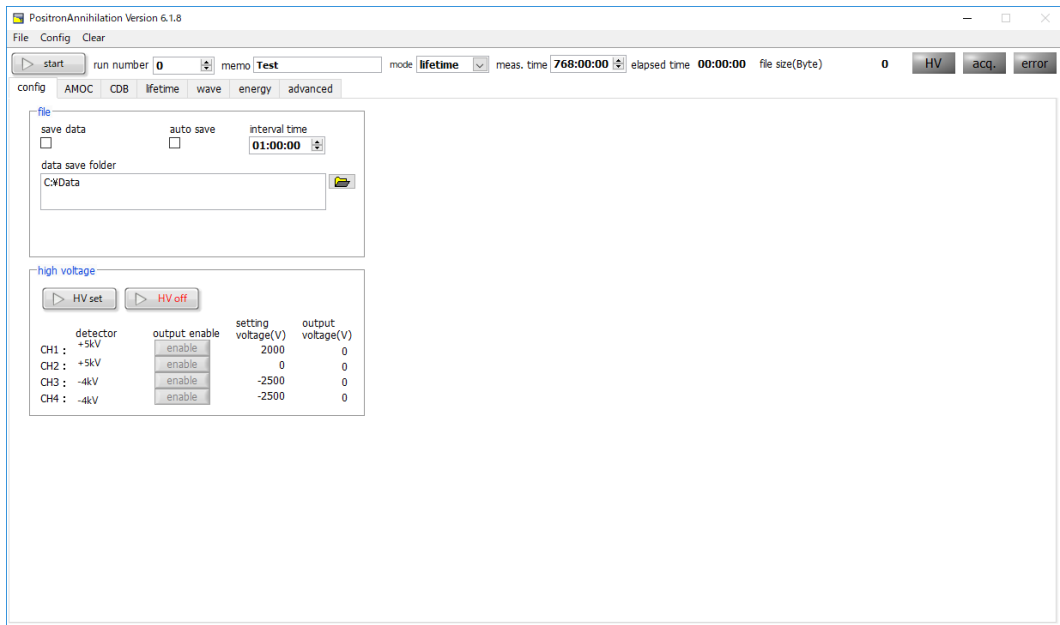 PositronAnnihilation Version 6.1.8
File Config Clear
start run number 0 memo Test mode lifetime meas. time 768:00:00 elapsed time 00:00:00 file size(Byte) 0 HV acq. error
config AMOC CDB lifetime wave energy advanced
file
save data auto save interval time
01:00:00
data save folder
C:¥Data
high voltage
HV set HV off
detector output enable setting voltage(V) output voltage(V)
CH1 : +5kV enable 2000 0
CH2 : +5kV enable 0 0
CH3 : -4kV enable -2500 0
CH4 : -4kV enable -2500 0